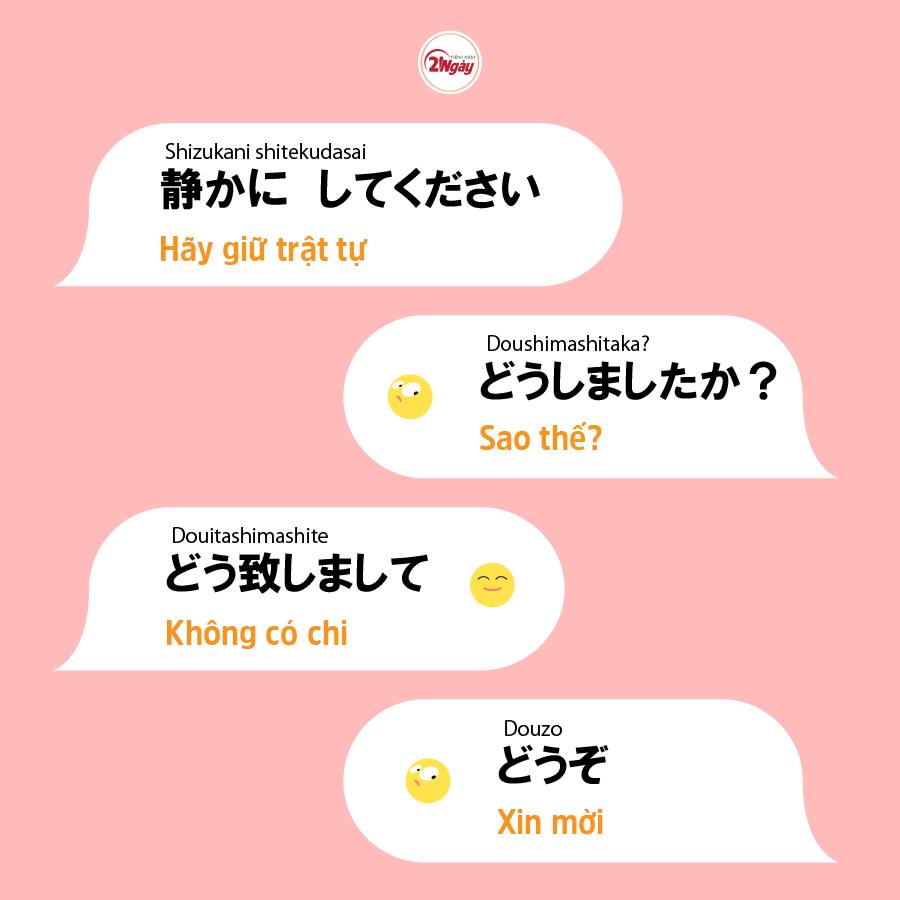 TIẾNG NHẬT
21Ngày
Shizukani shitekudasai
静かに してください
Hãy giữ trật tự
Doushimashitaka?
どうしましたか？
Sao thế?
Douitashimashite
どう致しまして
Không có chi
Douzo
どうぞ
Xin mời